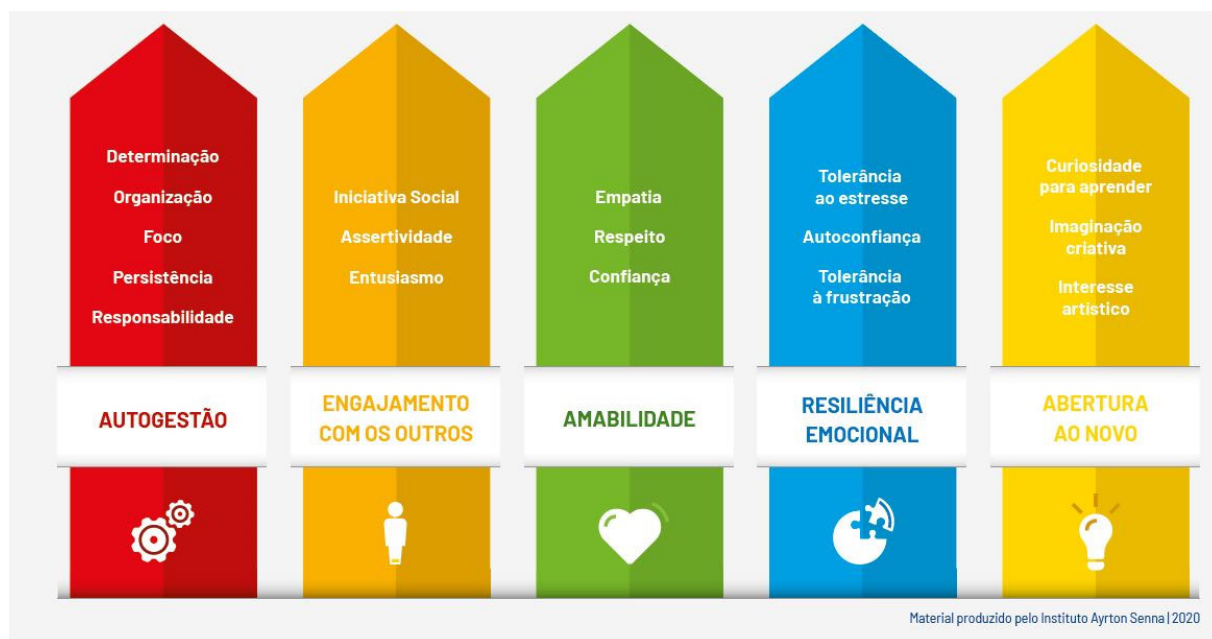 Determinação
Organização
Foco
Persistência
Responsabilidade
AUTOGESTÃO
Iniciativa Social
Assertividade
Entusiasmo
ENGAJAMENTO
COM OS OUTROS
Empatia
Respeito
Confiança
AMABILIDADE
Tolerância
ao estresse
Autoconfiança
Tolerância
à frustração
RESILIÊNCIA
EMOCIONAL
Curiosidade
para aprender
Imaginação
criativa
Interesse
artístico
ABERTURA
AO NOVO
Material produzido pelo Instituto Ayrton Senna | 2020